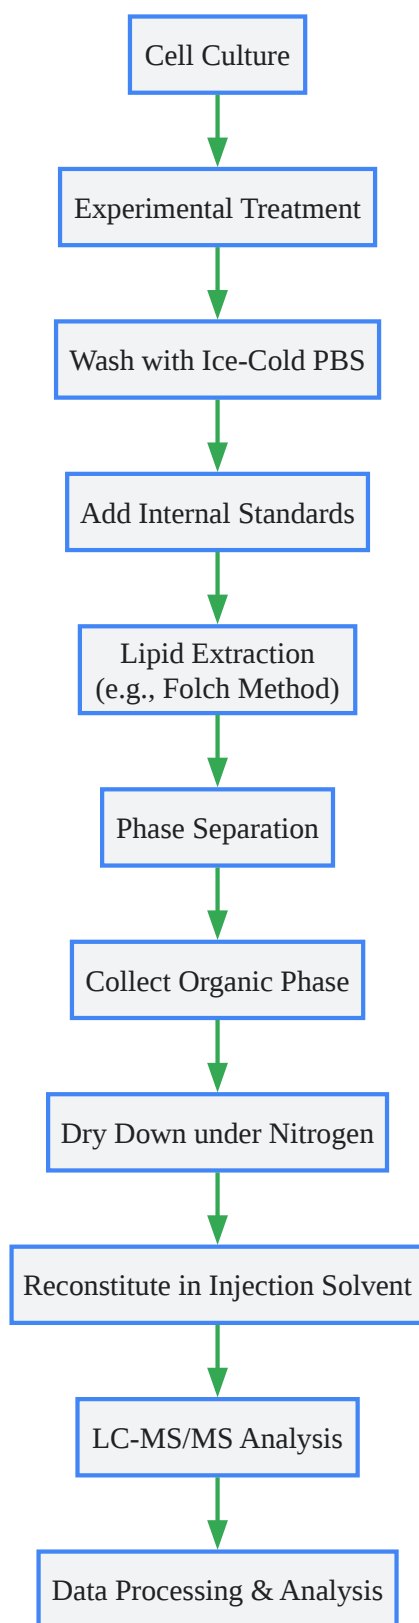 Cell Culture
Experimental Treatment
Wash with Ice-Cold PBS
Add Internal Standards
Lipid Extraction
(e.g., Folch Method)
Phase Separation
Collect Organic Phase
Dry Down under Nitrogen
Reconstitute in Injection Solvent
LC-MS/MS Analysis
Data Processing & Analysis